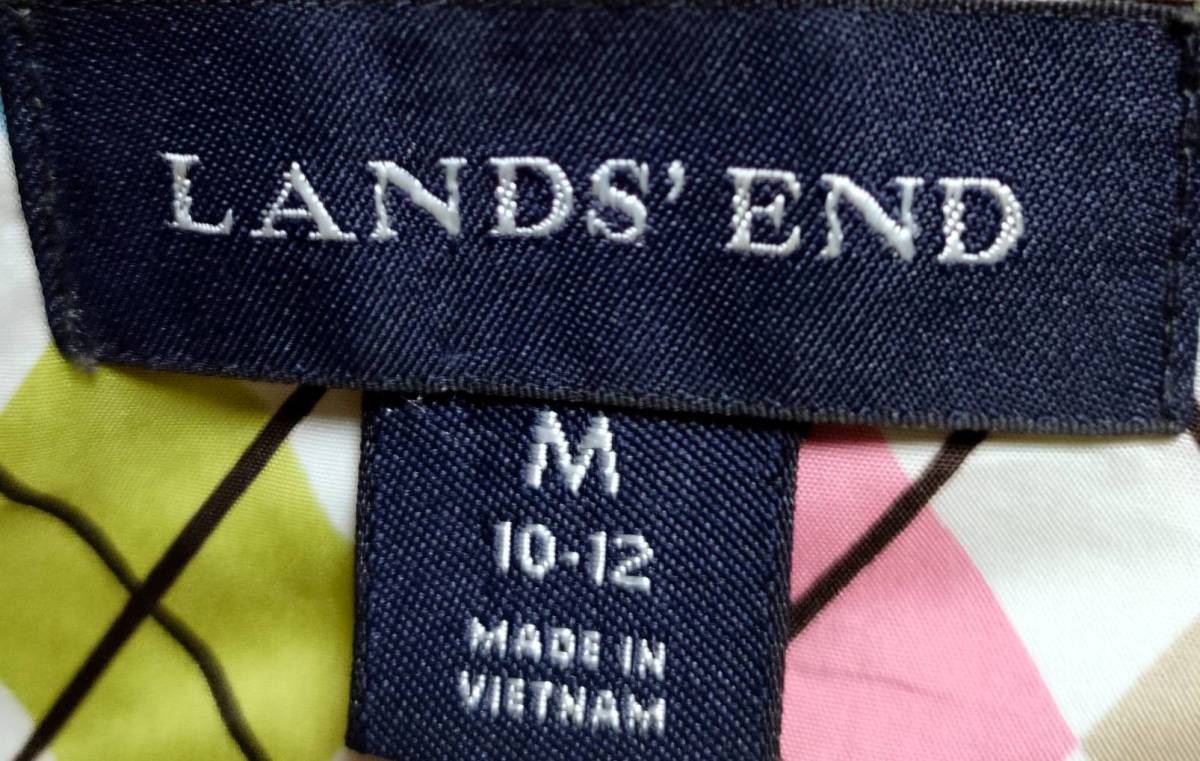 LANDS' END
M
10-12
MADE IN
VIETNAM